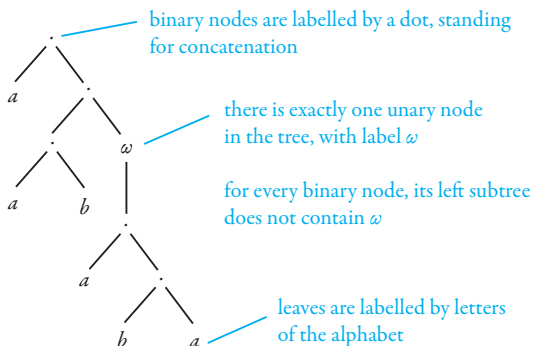 binary nodes are labelled by a dot, standing
for concatenation
a
there is exactly one unary node
in the tree, with label ω
ω
a
b
for every binary node, its left subtree
does not contain ω
a
leaves are labelled by letters
of the alphabet
b
a